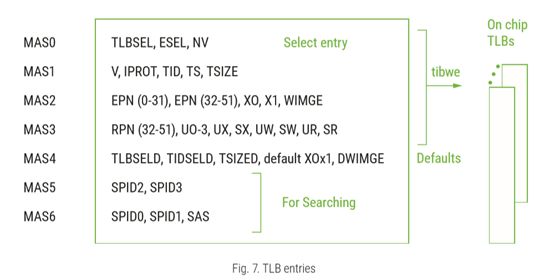 On chip
TLBs
MAS0 TLBSEL, ESEL, NV Select entry
MAS1 V, IPROT, TID, TS, TSIZE tibwe
MAS2 EPN (0-31), EPN (32-51), XO, X1, WIMGE
MAS3 RPN (32-51), UO-3, UX, SX, UW, SW, UR, SR
MAS4 TLBSELD, TIDSELD, TSIZED, default XOx1, DWIMGE Defaults
MAS5 SPID2, SPID3
For Searching
MAS6 SPID0, SPID1, SAS
Fig. 7. TLB entries